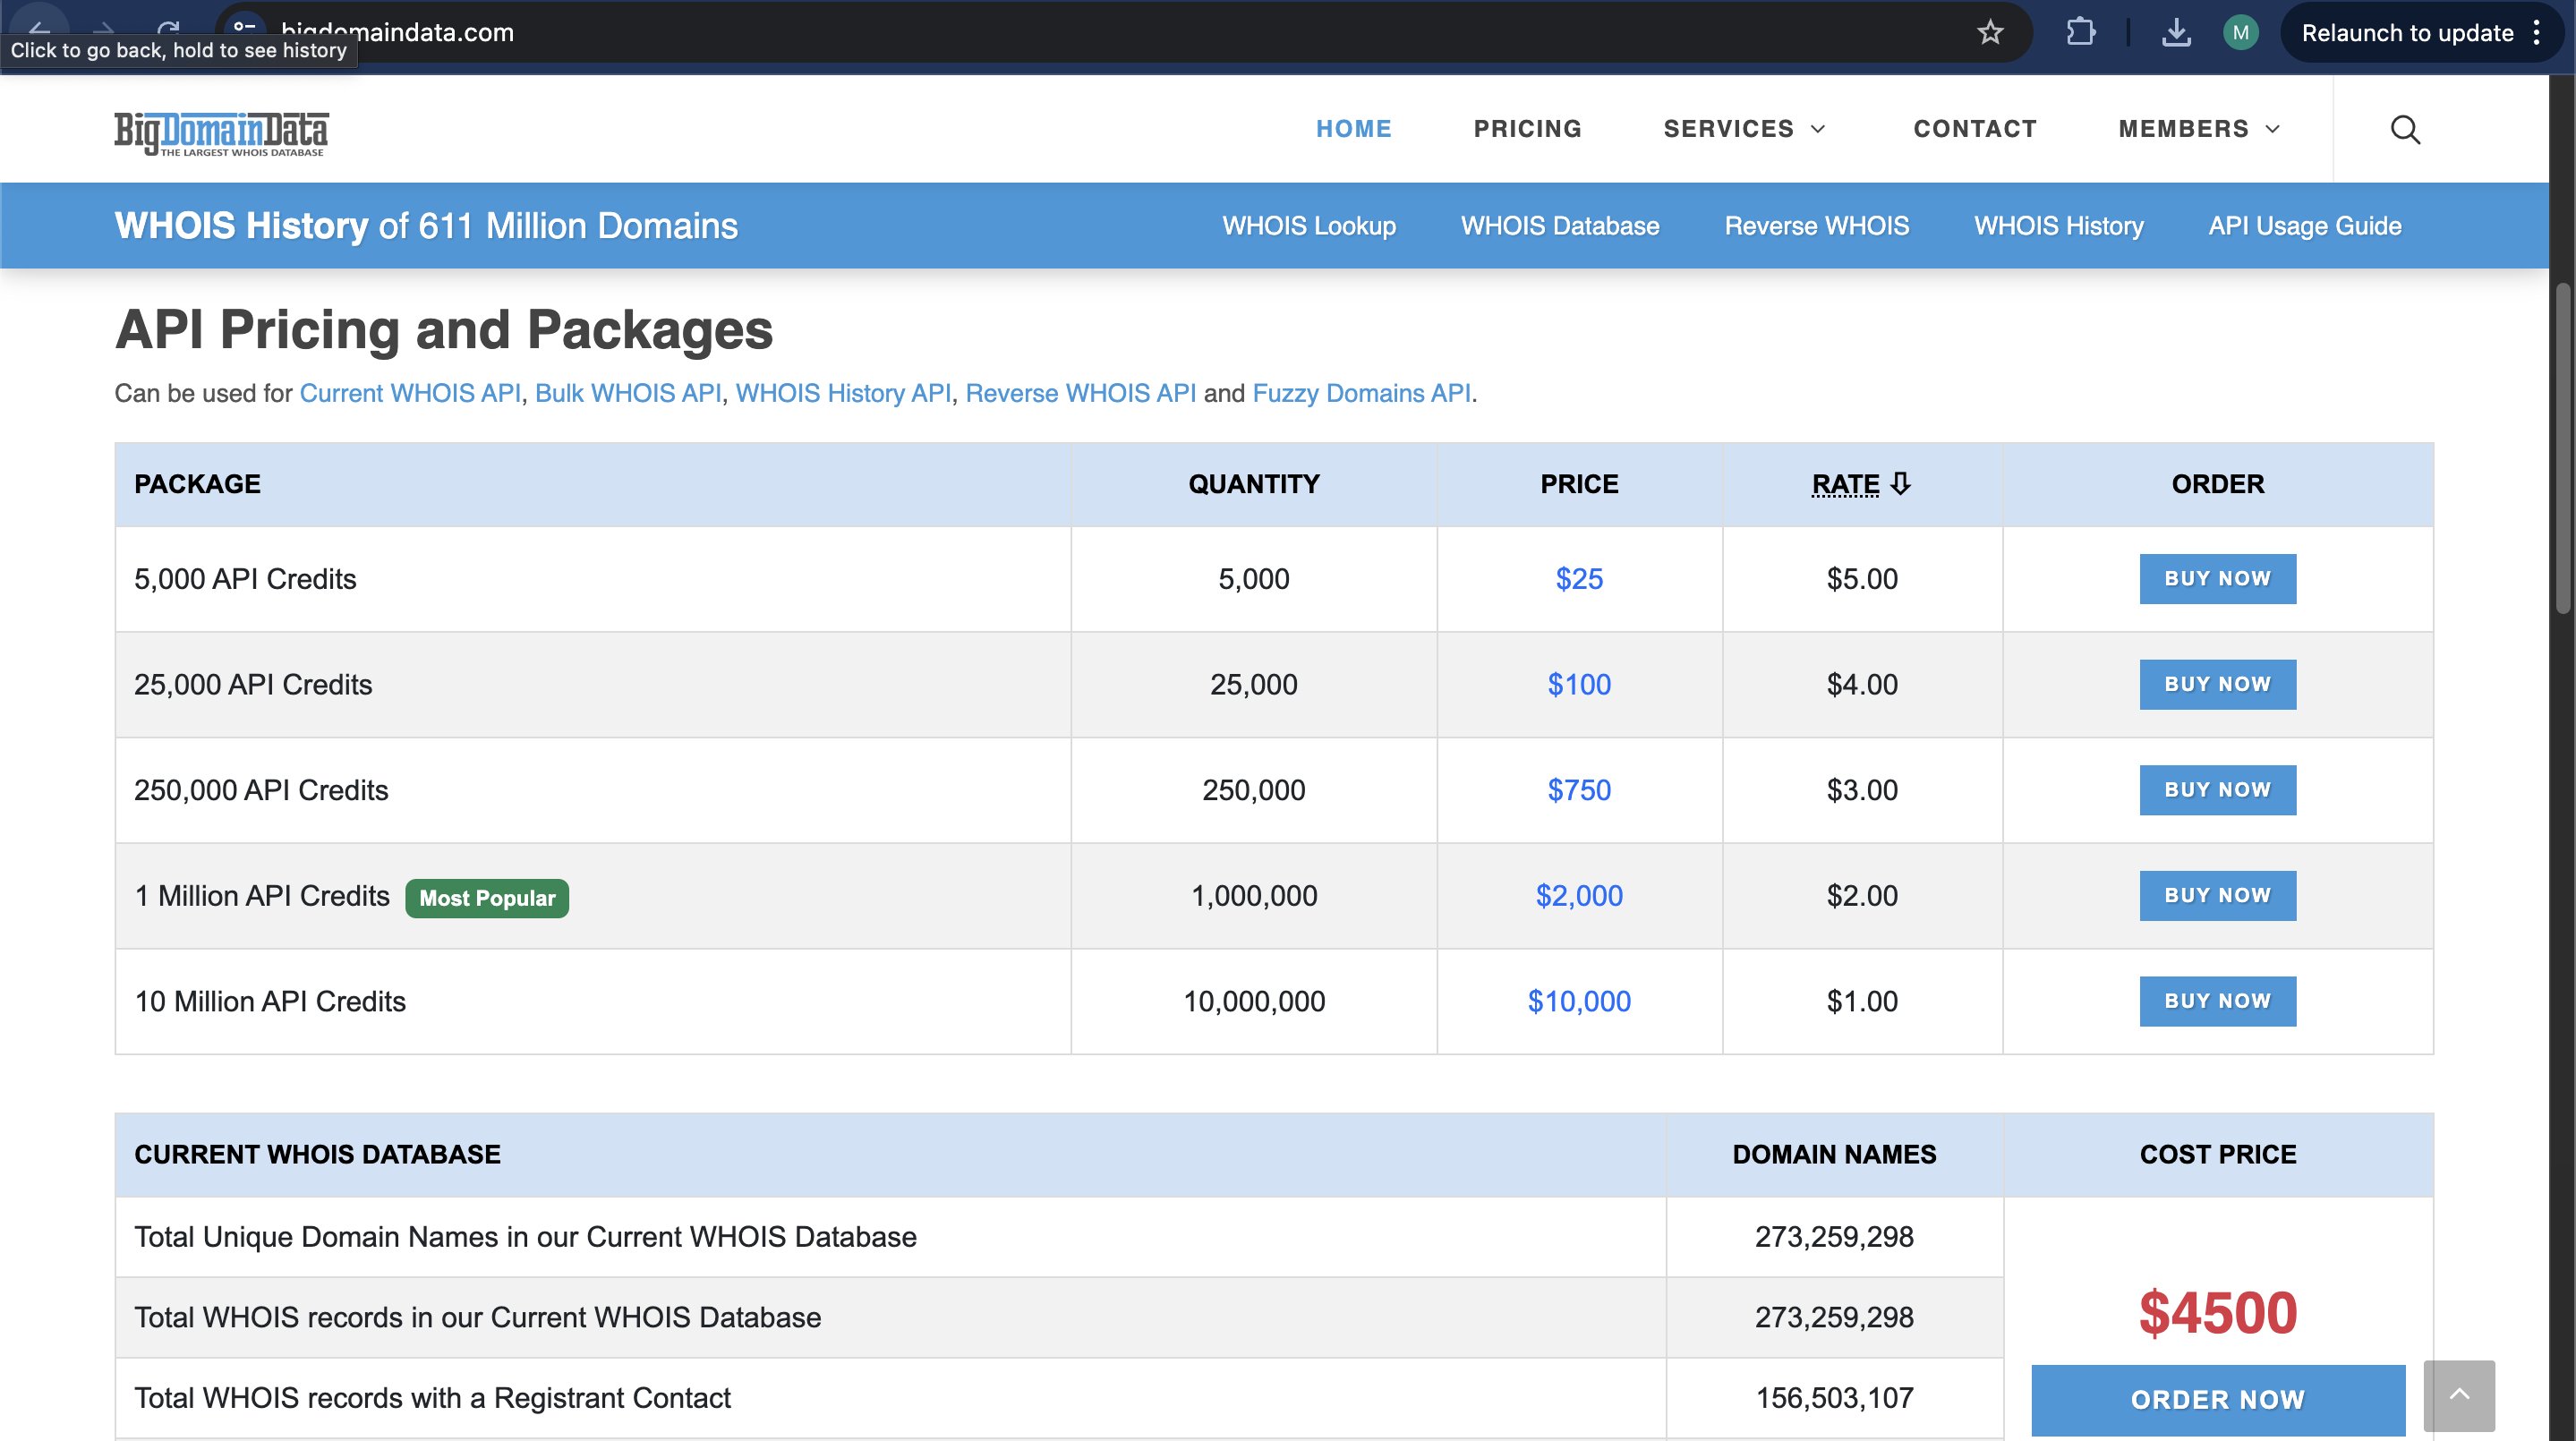 bigdomaindata.com
Relaunch to update
M
Click to go back, hold to see history
BigDomainData
THE LARGEST WHOIS DATABASE
HOME PRICING SERVICES CONTACT MEMBERS
WHOIS History of 611 Million Domains
WHOIS Lookup WHOIS Database Reverse WHOIS WHOIS History API Usage Guide
API Pricing and Packages
Can be used for Current WHOIS API, Bulk WHOIS API, WHOIS History API, Reverse WHOIS API and Fuzzy Domains API.
PACKAGE QUANTITY PRICE RATE ORDER
5,000 API Credits 5,000 $25 $5.00 BUY NOW
25,000 API Credits 25,000 $100 $4.00 BUY NOW
250,000 API Credits 250,000 $750 $3.00 BUY NOW
1 Million API Credits Most Popular 1,000,000 $2,000 $2.00 BUY NOW
10 Million API Credits 10,000,000 $10,000 $1.00 BUY NOW
CURRENT WHOIS DATABASE DOMAIN NAMES COST PRICE
Total Unique Domain Names in our Current WHOIS Database 273,259,298
Total WHOIS records in our Current WHOIS Database 273,259,298
$4500
Total WHOIS records with a Registrant Contact 156,503,107
ORDER NOW